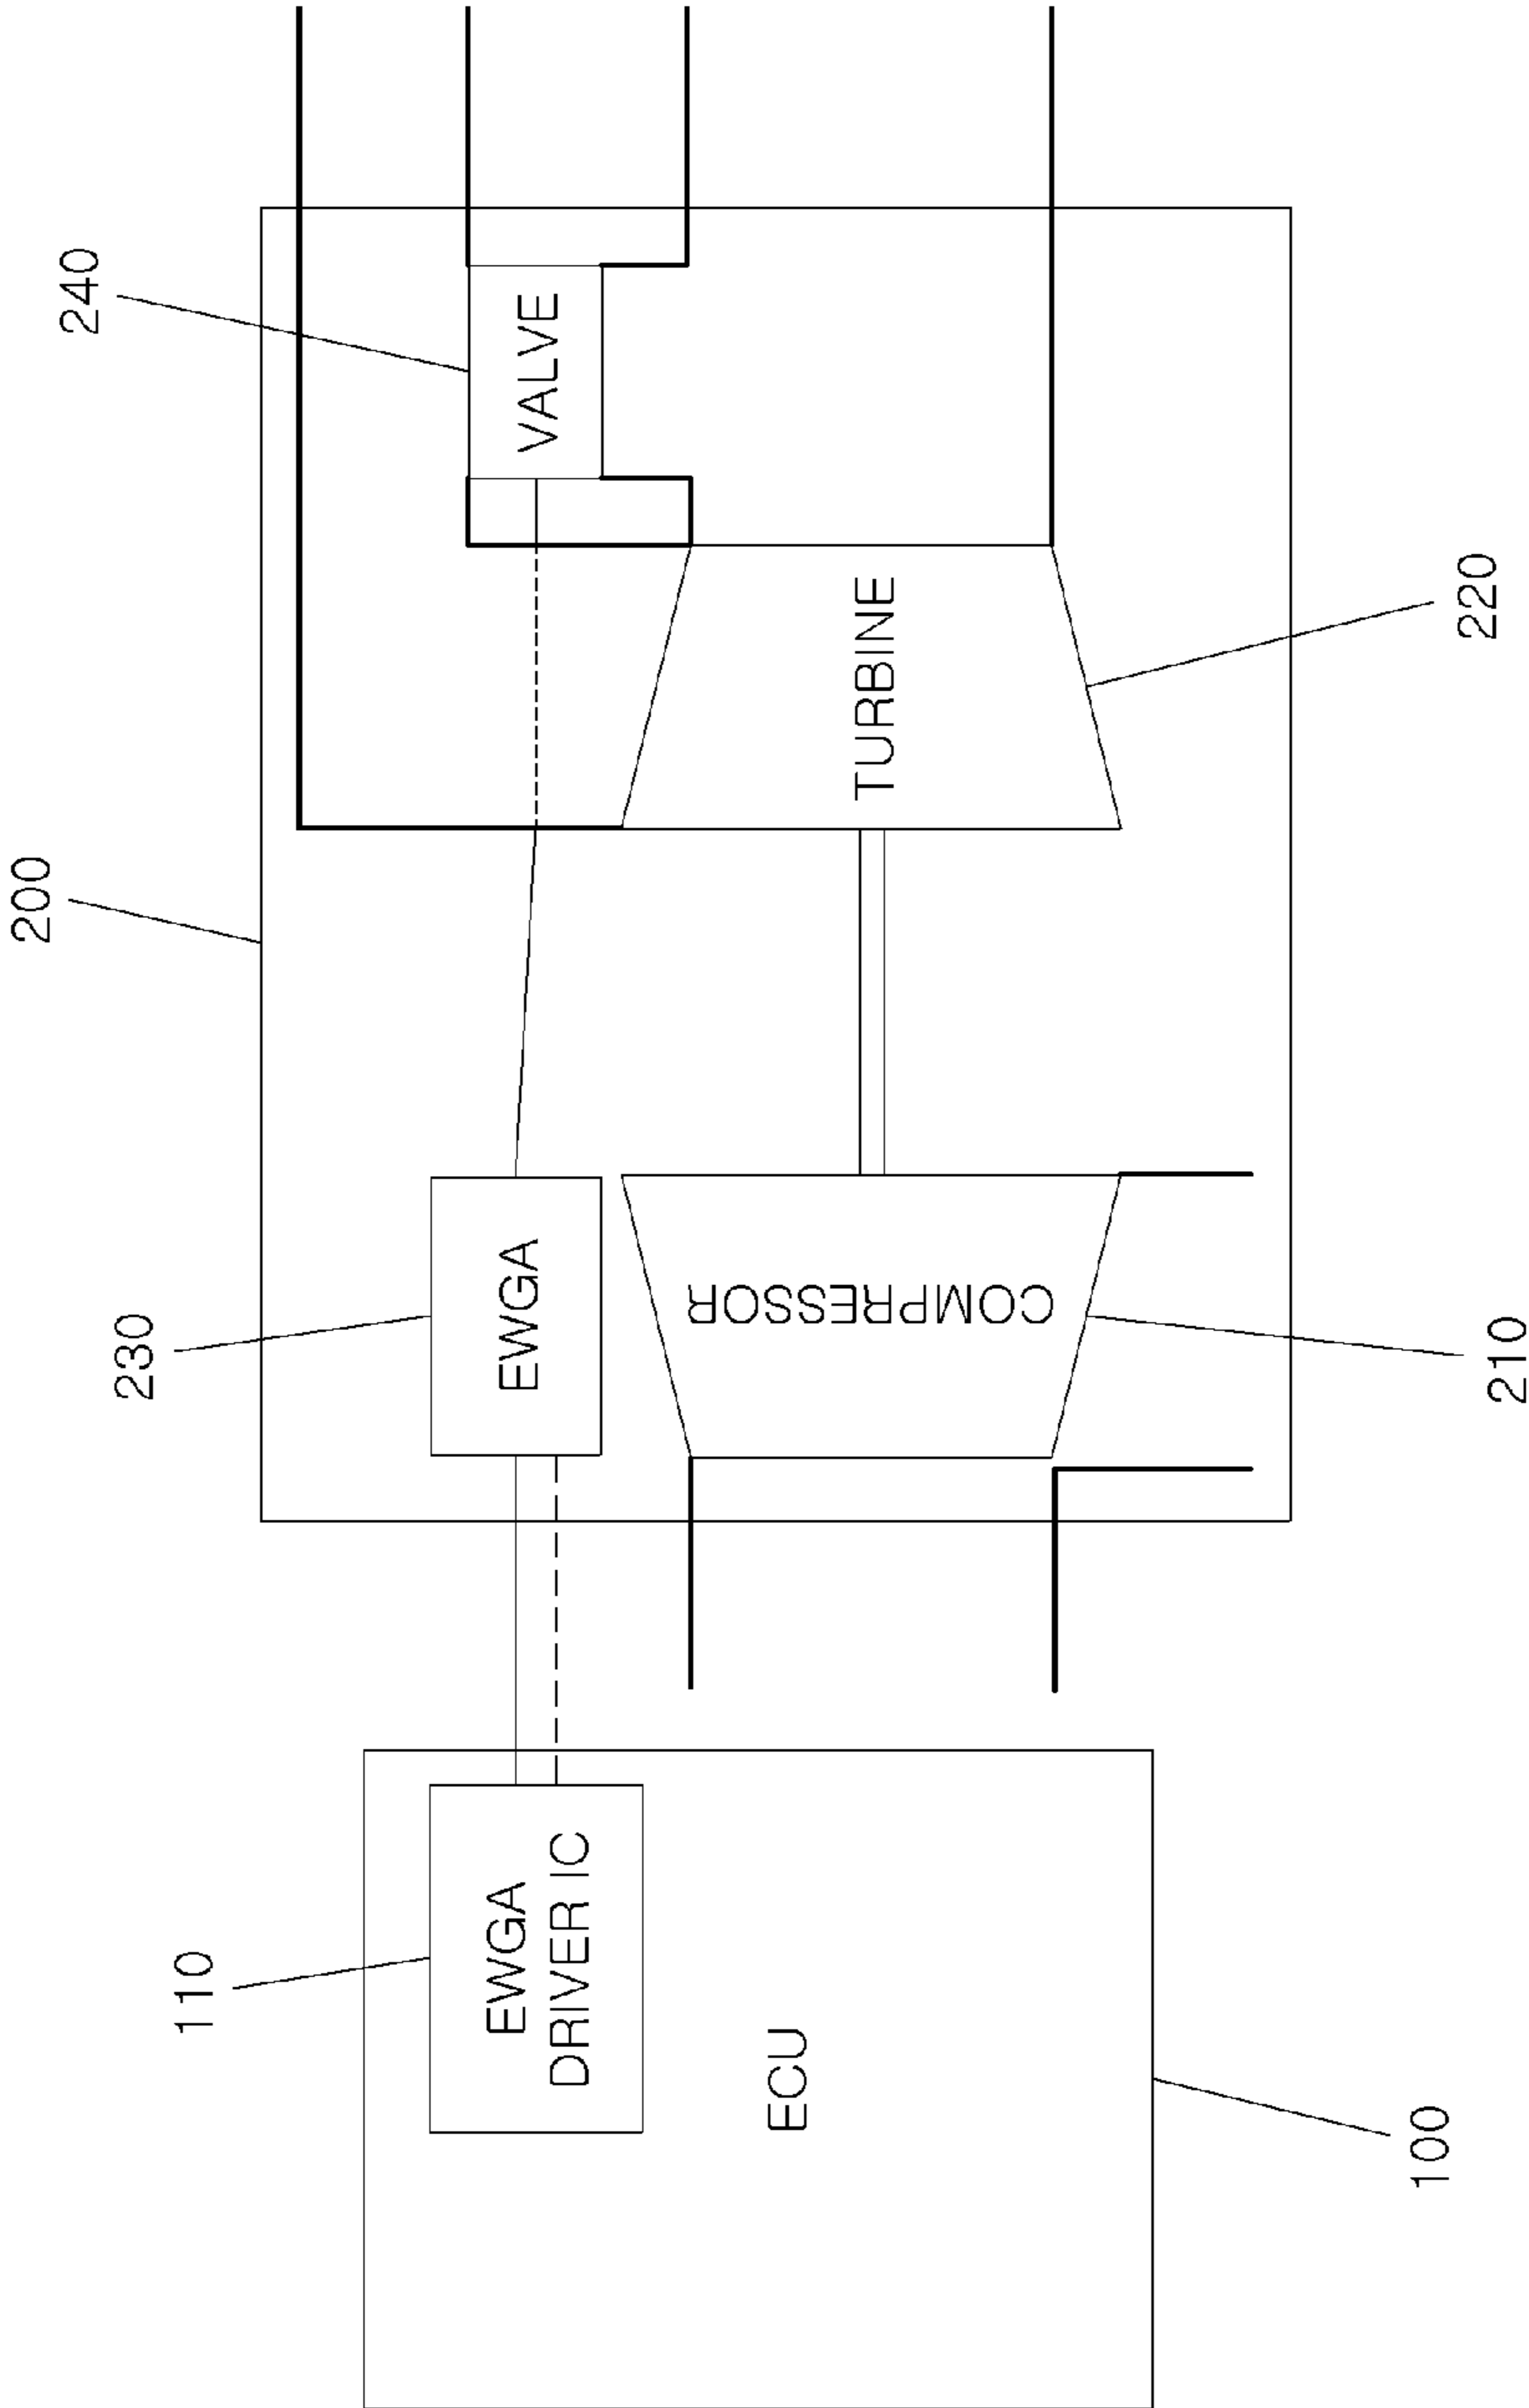 200
240
230
110
EWGA
DRIVER IC
EWGA
VALVE
ECU
COMPRESSOR
TURBINE
100
210
220